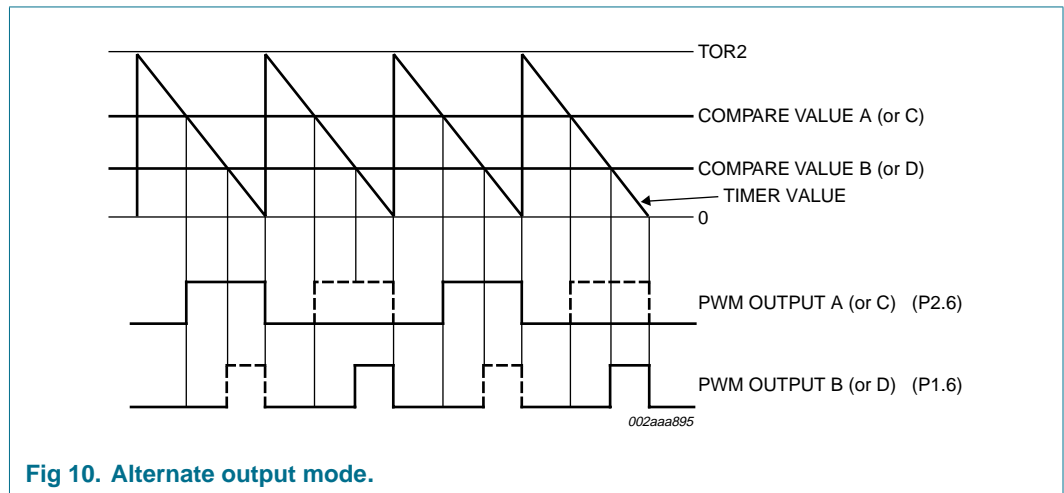 TOR2
COMPARE VALUE A (or C)
COMPARE VALUE B (or D)
TIMER VALUE
0
PWM OUTPUT A (or C) (P2.6)
PWM OUTPUT B (or D) (P1.6)
002aaa895
Fig 10. Alternate output mode.